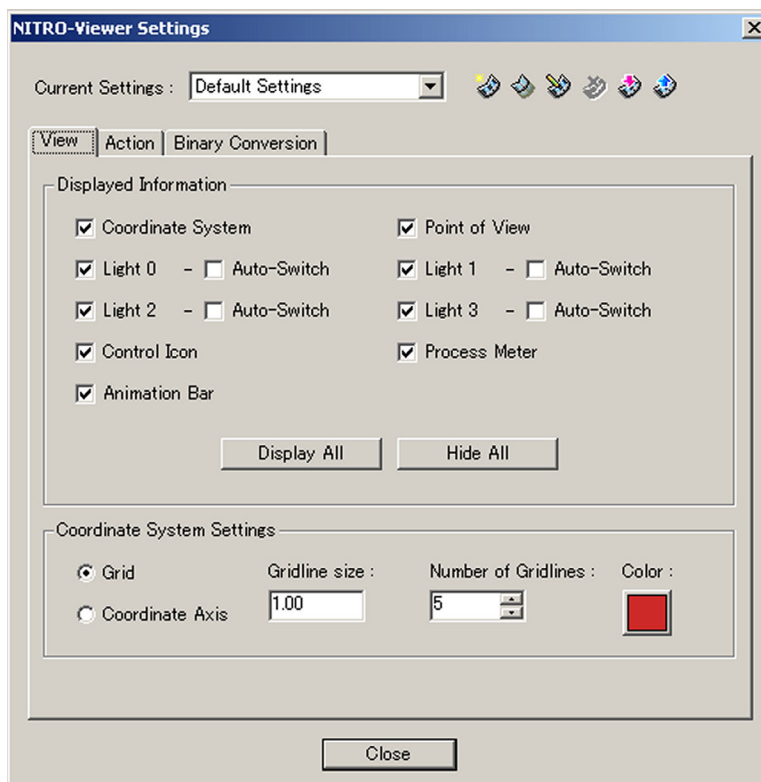 NITRO-Viewer Settings
Current Settings : Default Settings
View Action Binary Conversion
Displayed Information
Coordinate System Point of View
Light 0 - Auto-Switch Light 1 - Auto-Switch
Light 2 - Auto-Switch Light 3 - Auto-Switch
Control Icon Process Meter
Animation Bar
Display All Hide All
Coordinate System Settings
Grid Gridline size : Number of Gridlines : Color :
Coordinate Axis 1.00 5
Close